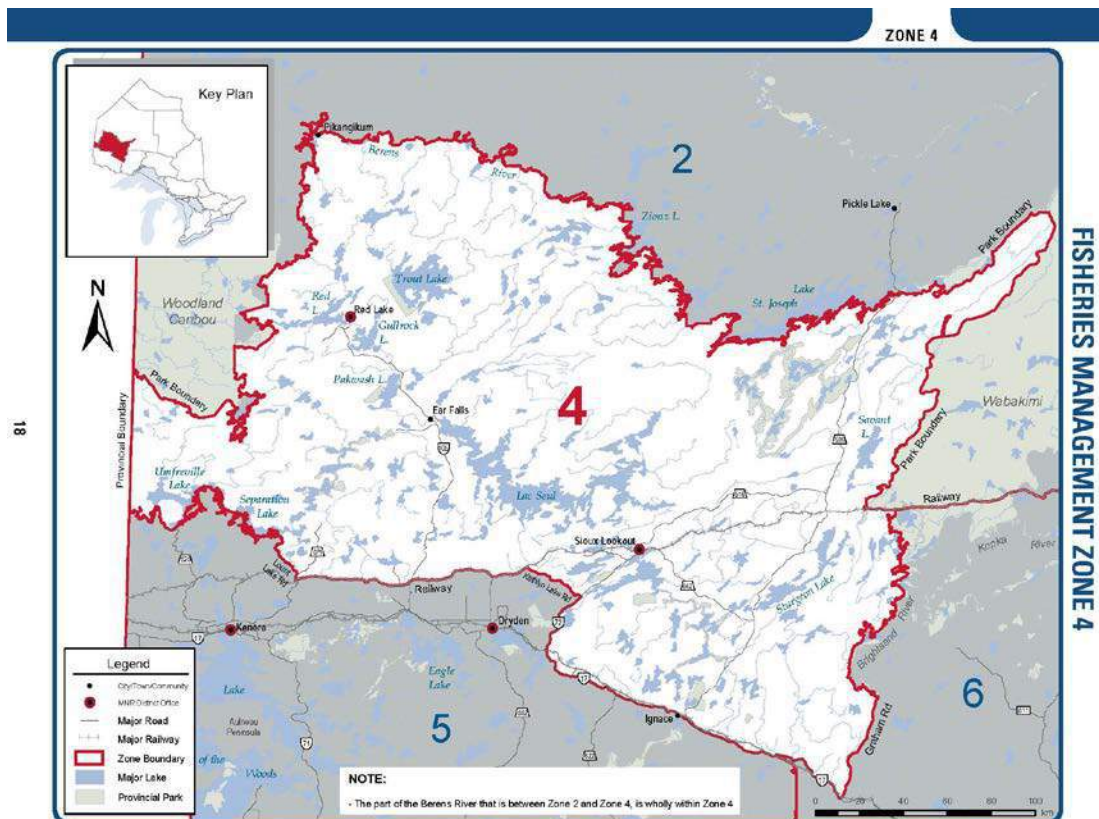 ZONE 4
Key Plan
Pikangikum
Berens
River
2
Pickle Lake
Zionz L.
Park Boundary
N
Woodland
Caribou
Trout Lake
Red
L.
Red Lake
Gullrock
L.
Lake
St. Joseph
Pakwash L.
Park Boundary
Ear Falls
4
Savant
L.
Wabakimi
Park Boundary
Provincial Boundary
Umfreville
Lake
Separation
Lake
Lac Seul
Railway
Sioux Lookout
Kopka
River
Sturgeon Lake
Railway
Dryden
Kenora
17
72
17
Brightsand River
Legend
City/Town/Community
MNR District Office
Major Road
Major Railway
Zone Boundary
Major Lake
Provincial Park
Lake
Aulneau
Peninsula
of the
Woods
71
Eagle
Lake
5
Ignace
Graham Rd
6
17
NOTE:
- The part of the Berens River that is between Zone 2 and Zone 4, is wholly within Zone 4
0 20 40 60 80 100
km
FISHERIES MANAGEMENT ZONE 4
18